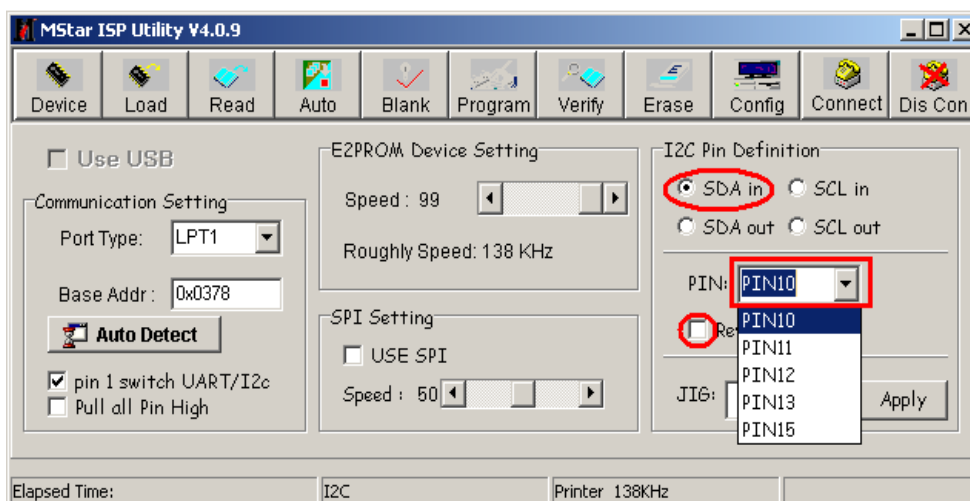 MStar ISP Utility V4.0.9
Device Load Read Auto Blank Program Verify Erase Config Connect Dis Con
Use USB
Communication Setting
Port Type: LPT1
Base Addr : 0x0378
Auto Detect
pin 1 switch UART/I2c
Pull all Pin High
E2PROM Device Setting
Speed : 99
Roughly Speed: 138 KHz
SPI Setting
USE SPI
Speed : 50
I2C Pin Definition
SDA in SCL in
SDA out SCL out
PIN: PIN10
PIN10
PIN11
PIN12
PIN13
PIN15
JIG:
Apply
Elapsed Time: I2C Printer 138KHz